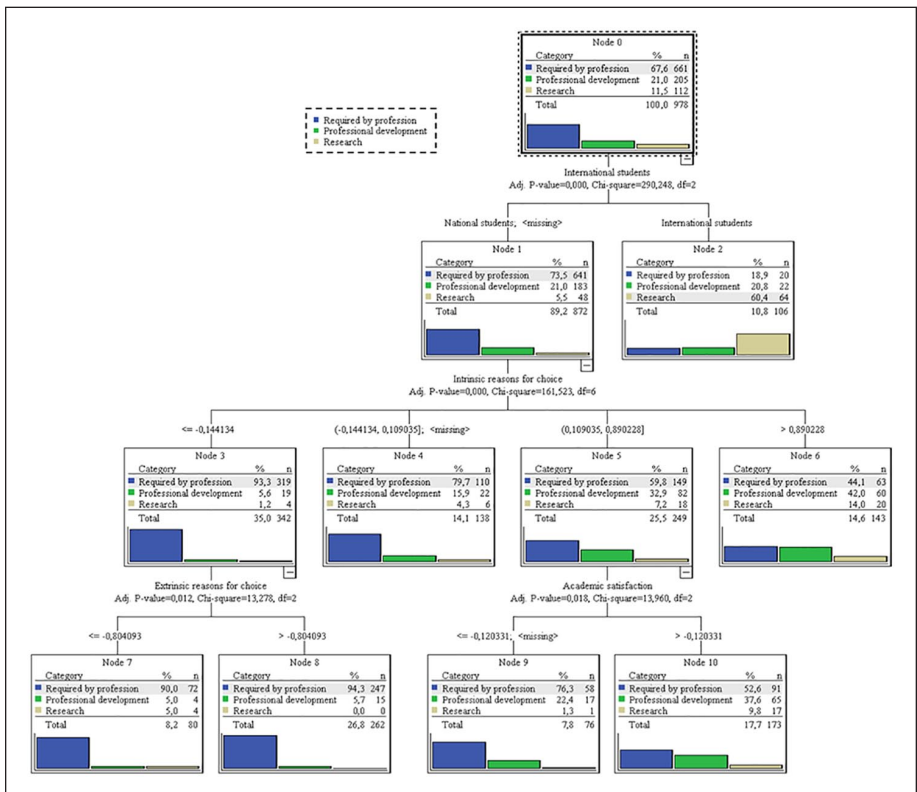 Node 0
Category % n
Required by profession 67,6 661
Professional development 21,0 205
Research 11,5 112
Total 100,0 978
Required by profession
Professional development
Research
International students
Adj. P-value=0,000, Chi-square=290,248, df=2
National students; <missing>
International sutudents
Node 1
Category % n
Required by profession 73,5 641
Professional development 21,0 183
Research 5,5 48
Total 89,2 872
Node 2
Category % n
Required by profession 18,9 20
Professional development 20,8 22
Research 60,4 64
Total 10,8 106
Intrinsic reasons for choice
Adj. P-value=0,000, Chi-square=161,523, df=6
<= -0,144134
(-0,144134, 0,109035]; <missing>
(0,109035, 0,890228]
> 0,890228
Node 3
Category % n
Required by profession 93,3 319
Professional development 5,6 19
Research 1,2 4
Total 35,0 342
Node 4
Category % n
Required by profession 79,7 110
Professional development 15,9 22
Research 4,3 6
Total 14,1 138
Node 5
Category % n
Required by profession 59,8 149
Professional development 32,9 82
Research 7,2 18
Total 25,5 249
Node 6
Category % n
Required by profession 44,1 63
Professional development 42,0 60
Research 14,0 20
Total 14,6 143
Extrinsic reasons for choice
Adj. P-value=0,012, Chi-square=13,278, df=2
Academic satisfaction
Adj. P-value=0,018, Chi-square=13,960, df=2
<= -0,804093
> -0,804093
<= -0,120331; <missing>
> -0,120331
Node 7
Category % n
Required by profession 90,0 72
Professional development 5,0 4
Research 5,0 4
Total 8,2 80
Node 8
Category % n
Required by profession 94,3 247
Professional development 5,7 15
Research 0,0 0
Total 26,8 262
Node 9
Category % n
Required by profession 76,3 58
Professional development 22,4 17
Research 1,3 1
Total 7,8 76
Node 10
Category % n
Required by profession 52,6 91
Professional development 37,6 65
Research 9,8 17
Total 17,7 173